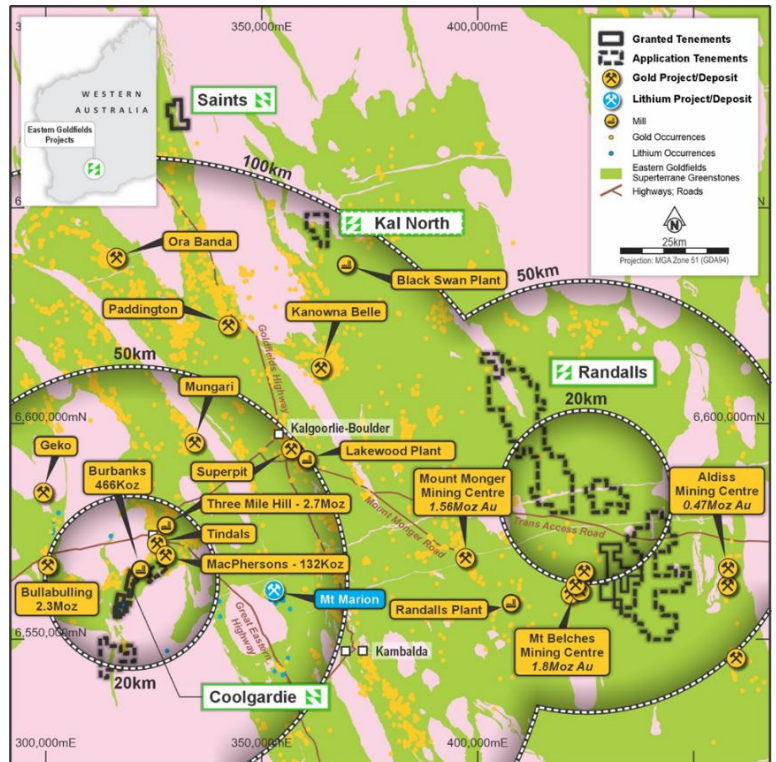 350,000mE
400,000mE
WESTERN
AUSTRALIA
Eastern Goldfields
Projects
Saints
Granted Tenements
Application Tenements
Gold Project/Deposit
Lithium Project/Deposit
Mill
Gold Occurrences
Lithium Occurrences
Eastern Goldfields
Superterrane Greenstones
Highways; Roads
N
25km
Projection: MGA Zone 51 (GDA94)
100km
Kal North
Ora Banda
Black Swan Plant
50km
Paddington
Kanowna Belle
Goldfields Highway
50km
Randalls
20km
Mungari
6,600,000mN
6,600,000mN
Kalgoorlie-Boulder
Geko
Lakewood Plant
Superpit
Burbanks
466Koz
Mount Monger
Mining Centre
1.56Moz Au
Aldiss
Mining Centre
0.47Moz Au
Three Mile Hill - 2.7Moz
Mount Monger Road
Trans Access Road
Tindals
MacPhersons - 132Koz
Bullabulling
2.3Moz
Mt Marion
Randalls Plant
Great Eastern
Highway
6,550,000mN
Mt Belches
Mining Centre
1.8Moz Au
Kambalda
20km
Coolgardie
300,000mE
350,000mE
400,000mE